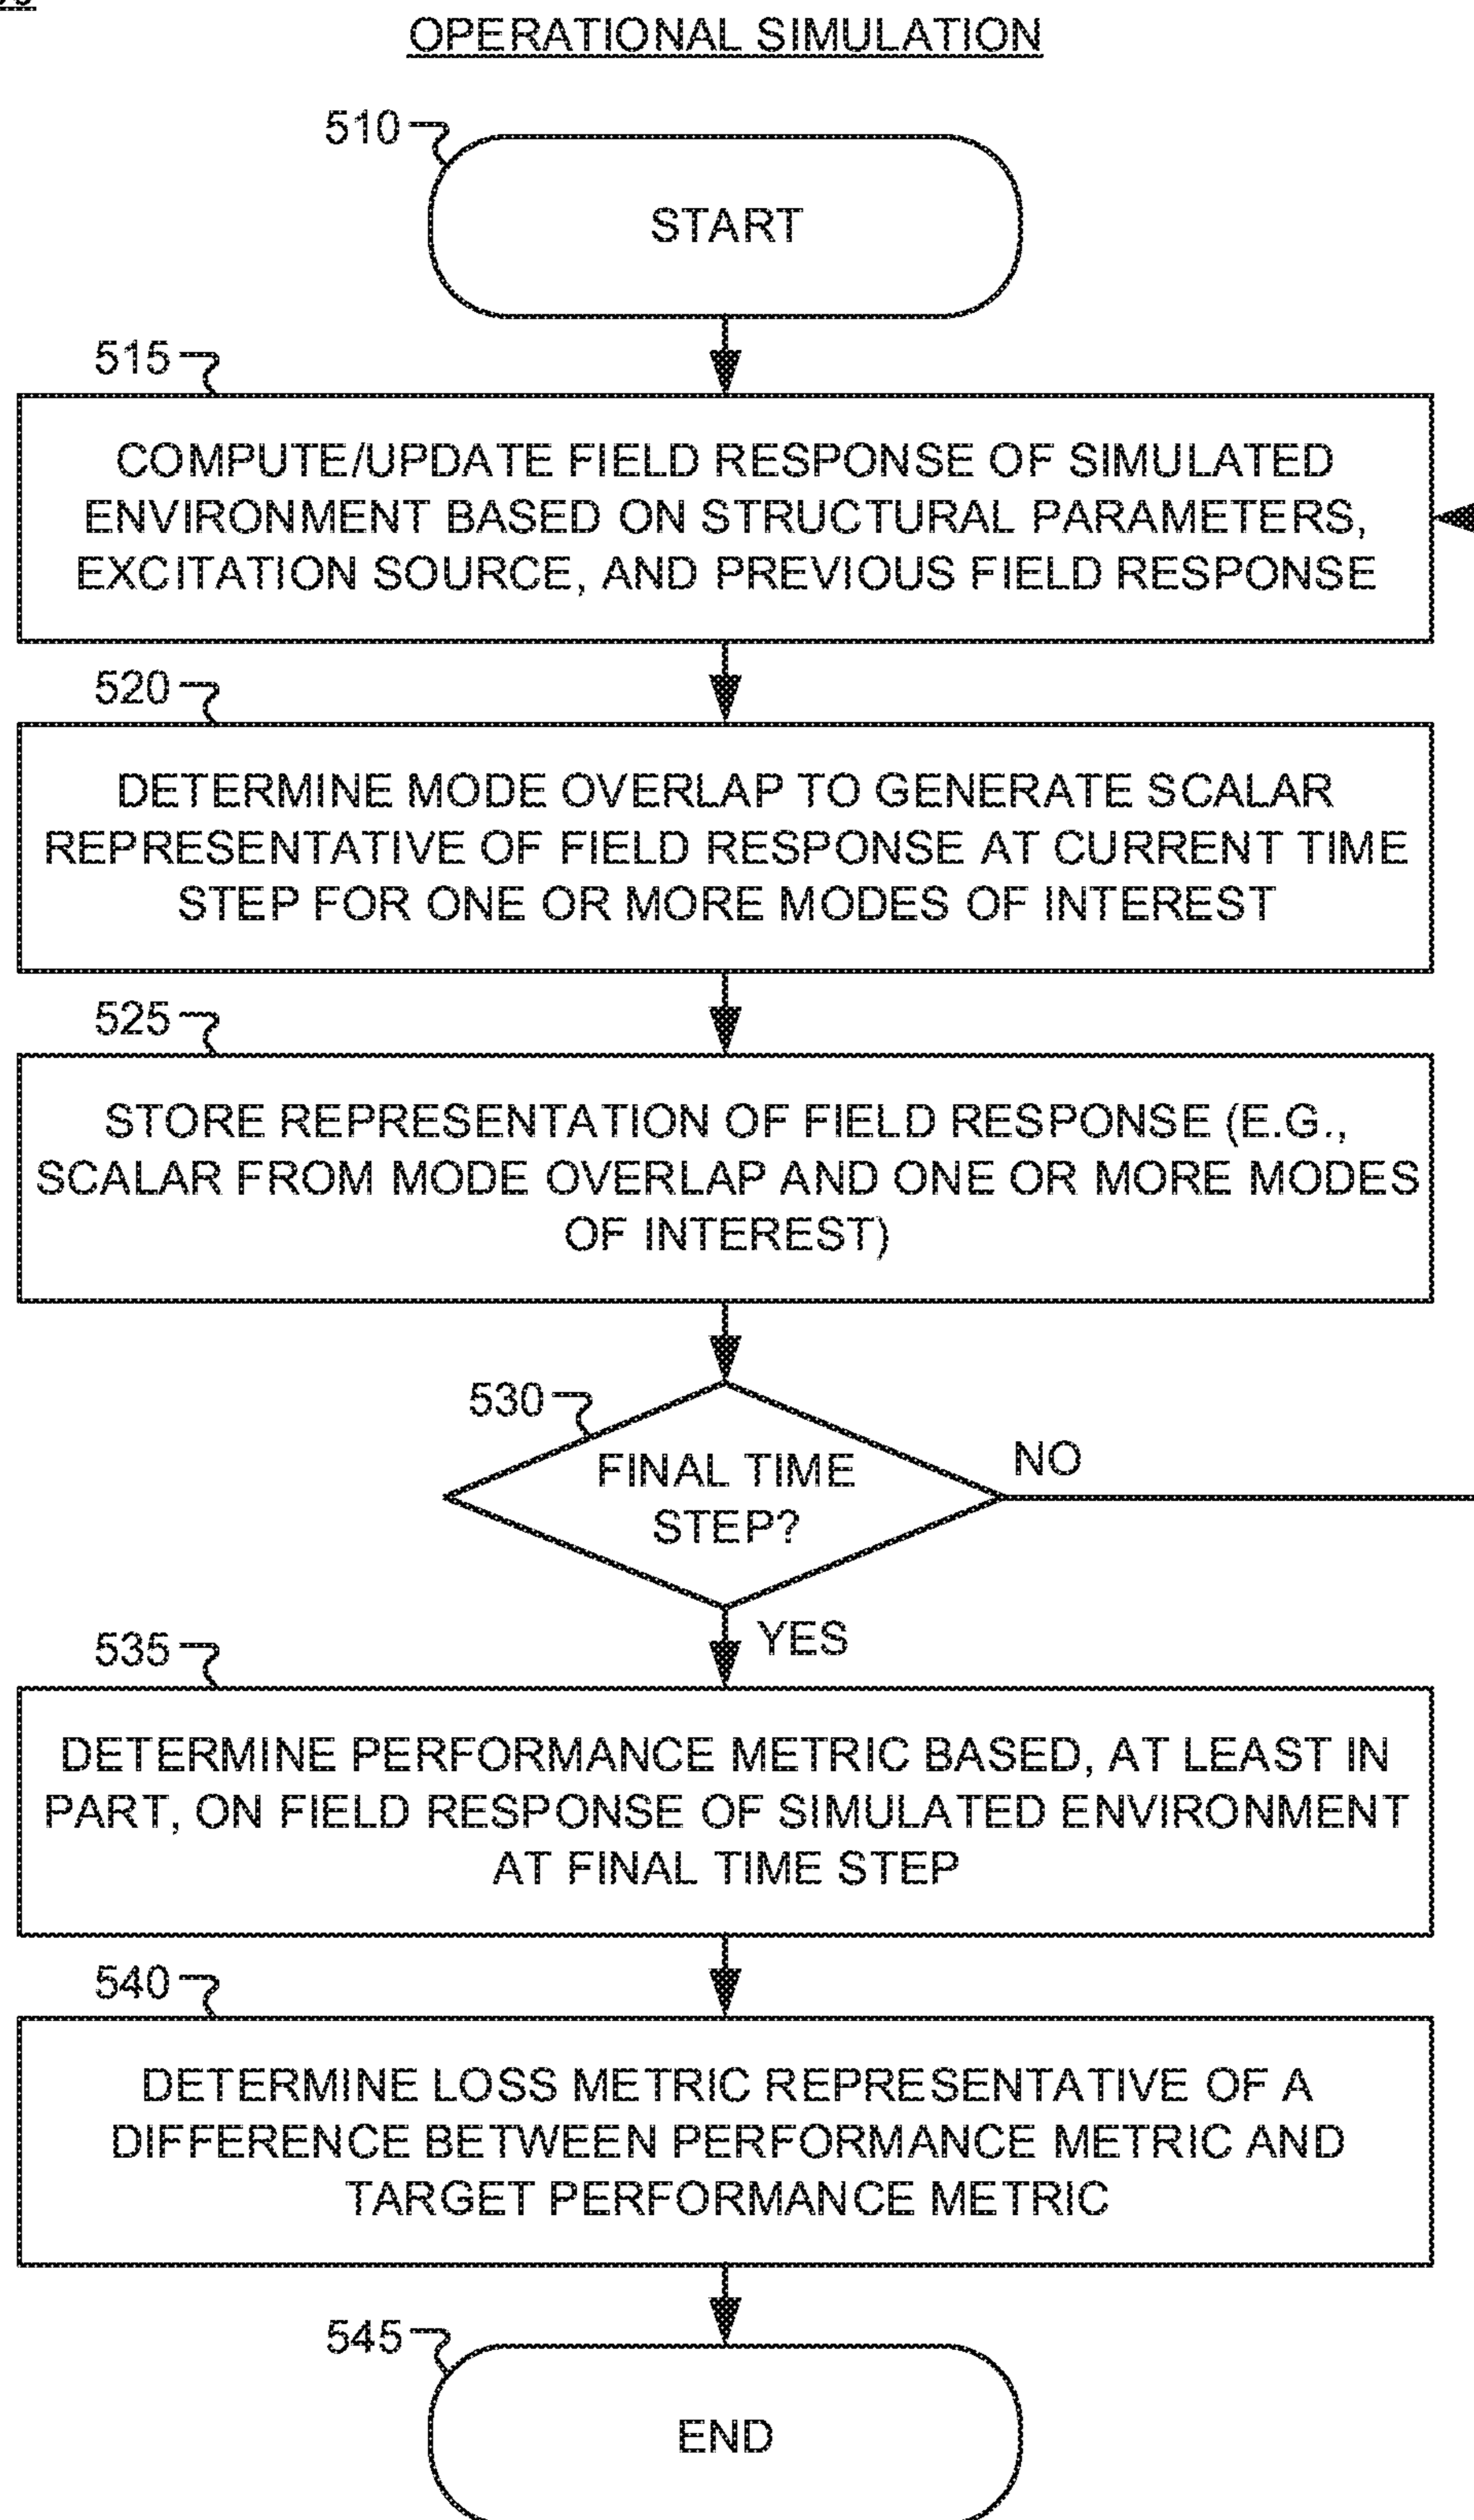 OPERATIONAL SIMULATION
510
START
515
COMPUTE/UPDATE FIELD RESPONSE OF SIMULATED
ENVIRONMENT BASED ON STRUCTURAL PARAMETERS,
EXCITATION SOURCE, AND PREVIOUS FIELD RESPONSE
520
DETERMINE MODE OVERLAP TO GENERATE SCALAR
REPRESENTATIVE OF FIELD RESPONSE AT CURRENT TIME
STEP FOR ONE OR MORE MODES OF INTEREST
525
STORE REPRESENTATION OF FIELD RESPONSE (E.G.,
SCALAR FROM MODE OVERLAP AND ONE OR MORE MODES
OF INTEREST)
530
FINAL TIME
STEP?
NO
YES
535
DETERMINE PERFORMANCE METRIC BASED, AT LEAST IN
PART, ON FIELD RESPONSE OF SIMULATED ENVIRONMENT
AT FINAL TIME STEP
540
DETERMINE LOSS METRIC REPRESENTATIVE OF A
DIFFERENCE BETWEEN PERFORMANCE METRIC AND
TARGET PERFORMANCE METRIC
545
END